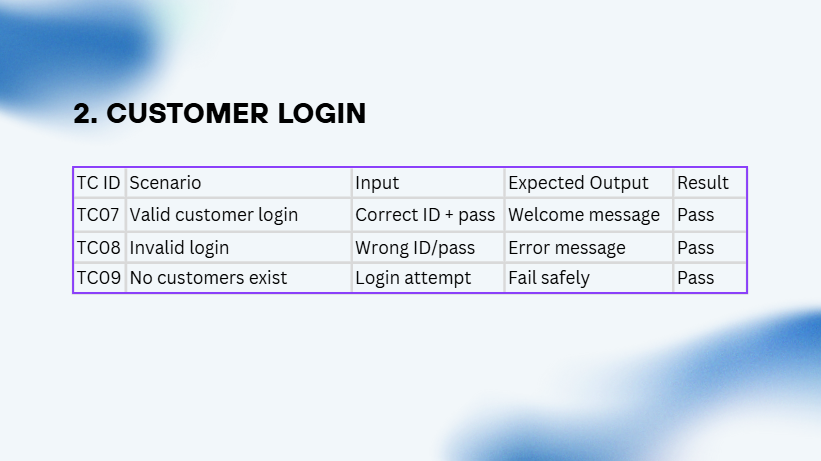 2. CUSTOMER LOGIN
TC ID Scenario Input Expected Output Result
TC07 Valid customer login Correct ID + pass Welcome message Pass
TC08 Invalid login Wrong ID/pass Error message Pass
TC09 No customers exist Login attempt Fail safely Pass